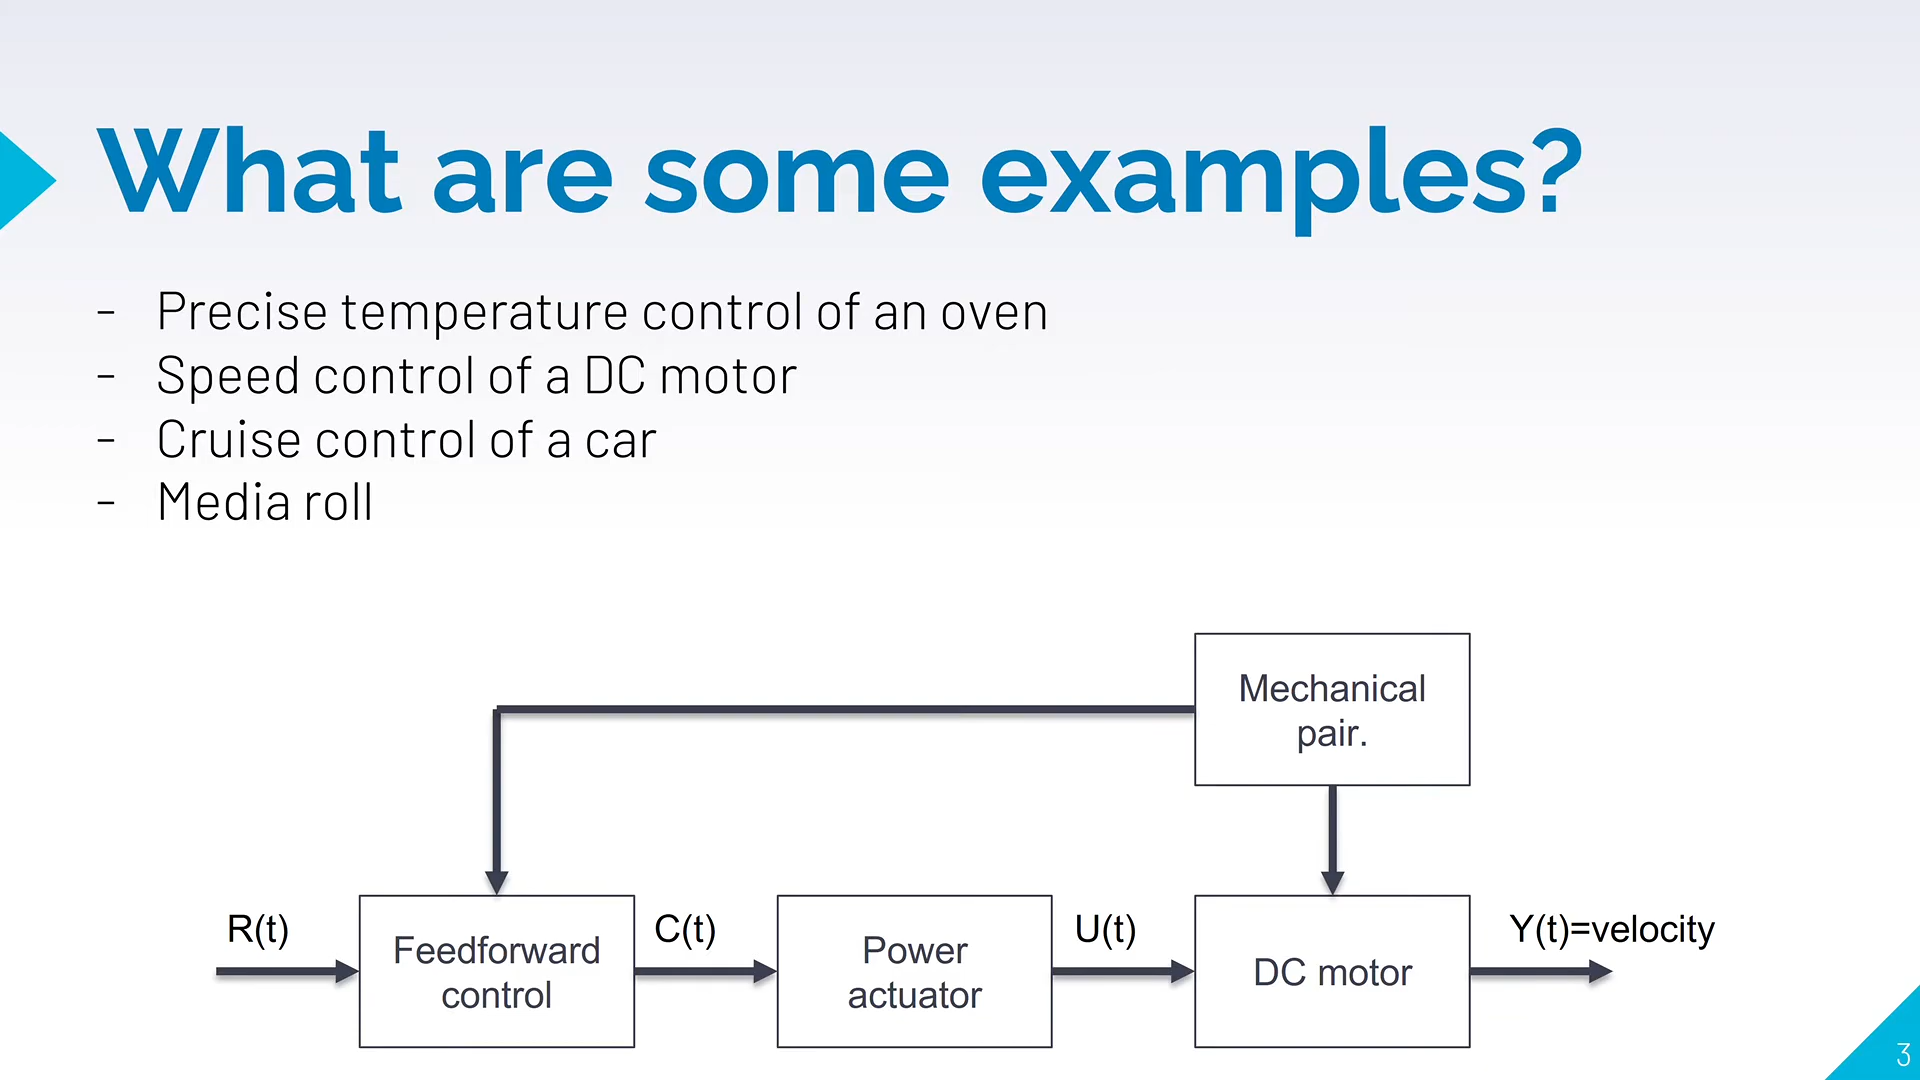 What are some examples?
- Precise temperature control of an oven
- Speed control of a DC motor
- Cruise control of a car
- Media roll
Mechanical
pair.
R(t)
Feedforward
control
C(t)
Power
actuator
U(t)
DC motor
Y(t)=velocity
3